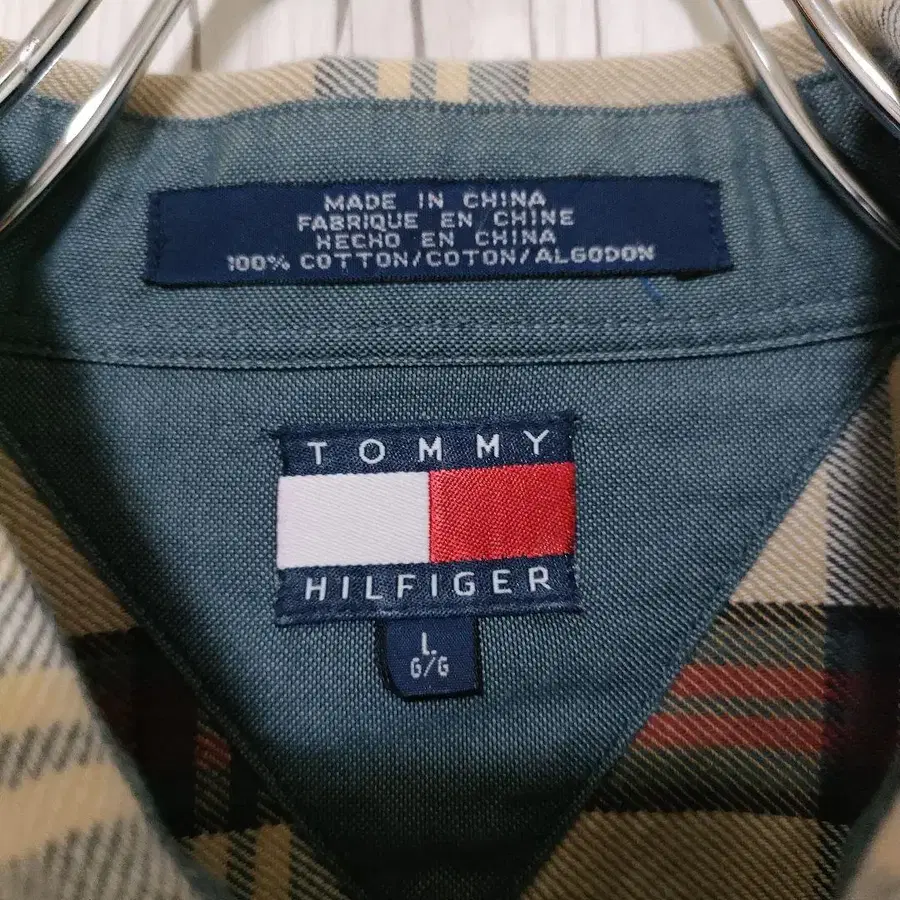 MADE IN CHINA
FABRIQUE EN CHINE
HECHO EN CHINA
100% COTTON/COTON/ALGODON
TOMMY
HILFIGER
L
G/G